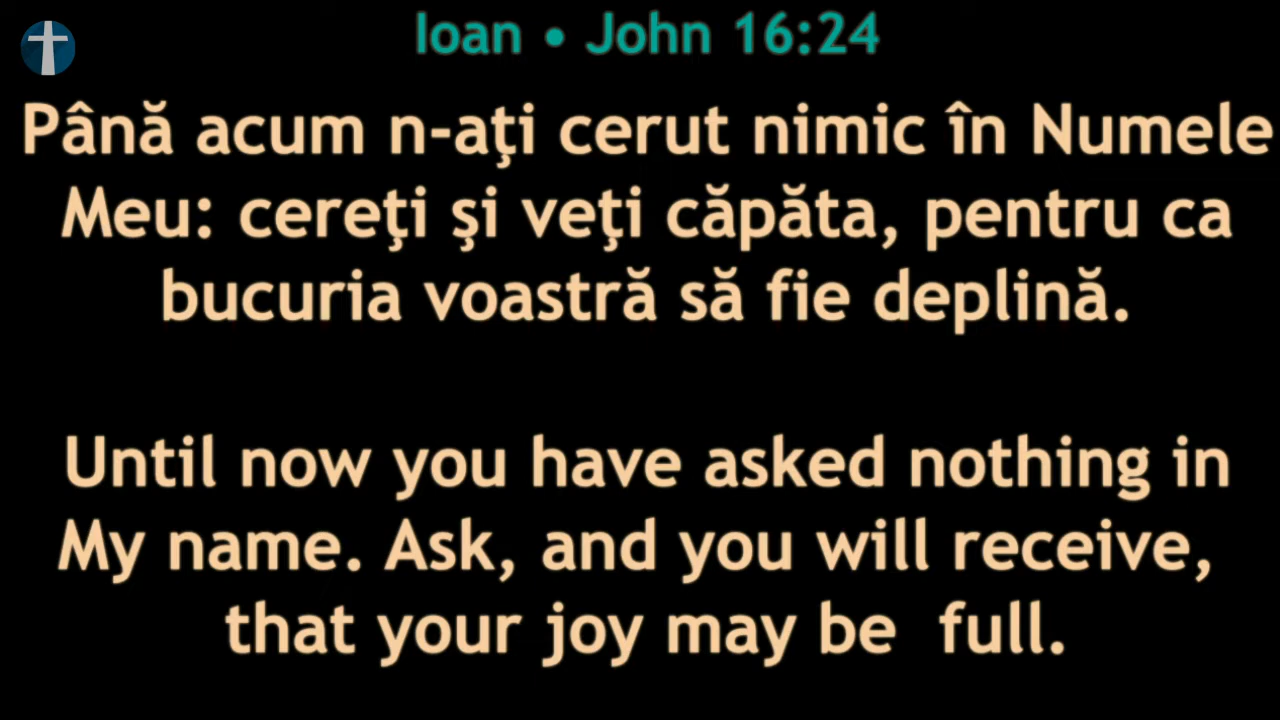 Ioan • John 16:24
Până acum n-aţi cerut nimic în Numele
Meu: cereţi şi veţi căpăta, pentru ca
bucuria voastră să fie deplină.
Until now you have asked nothing in
My name. Ask, and you will receive,
that your joy may be  full.